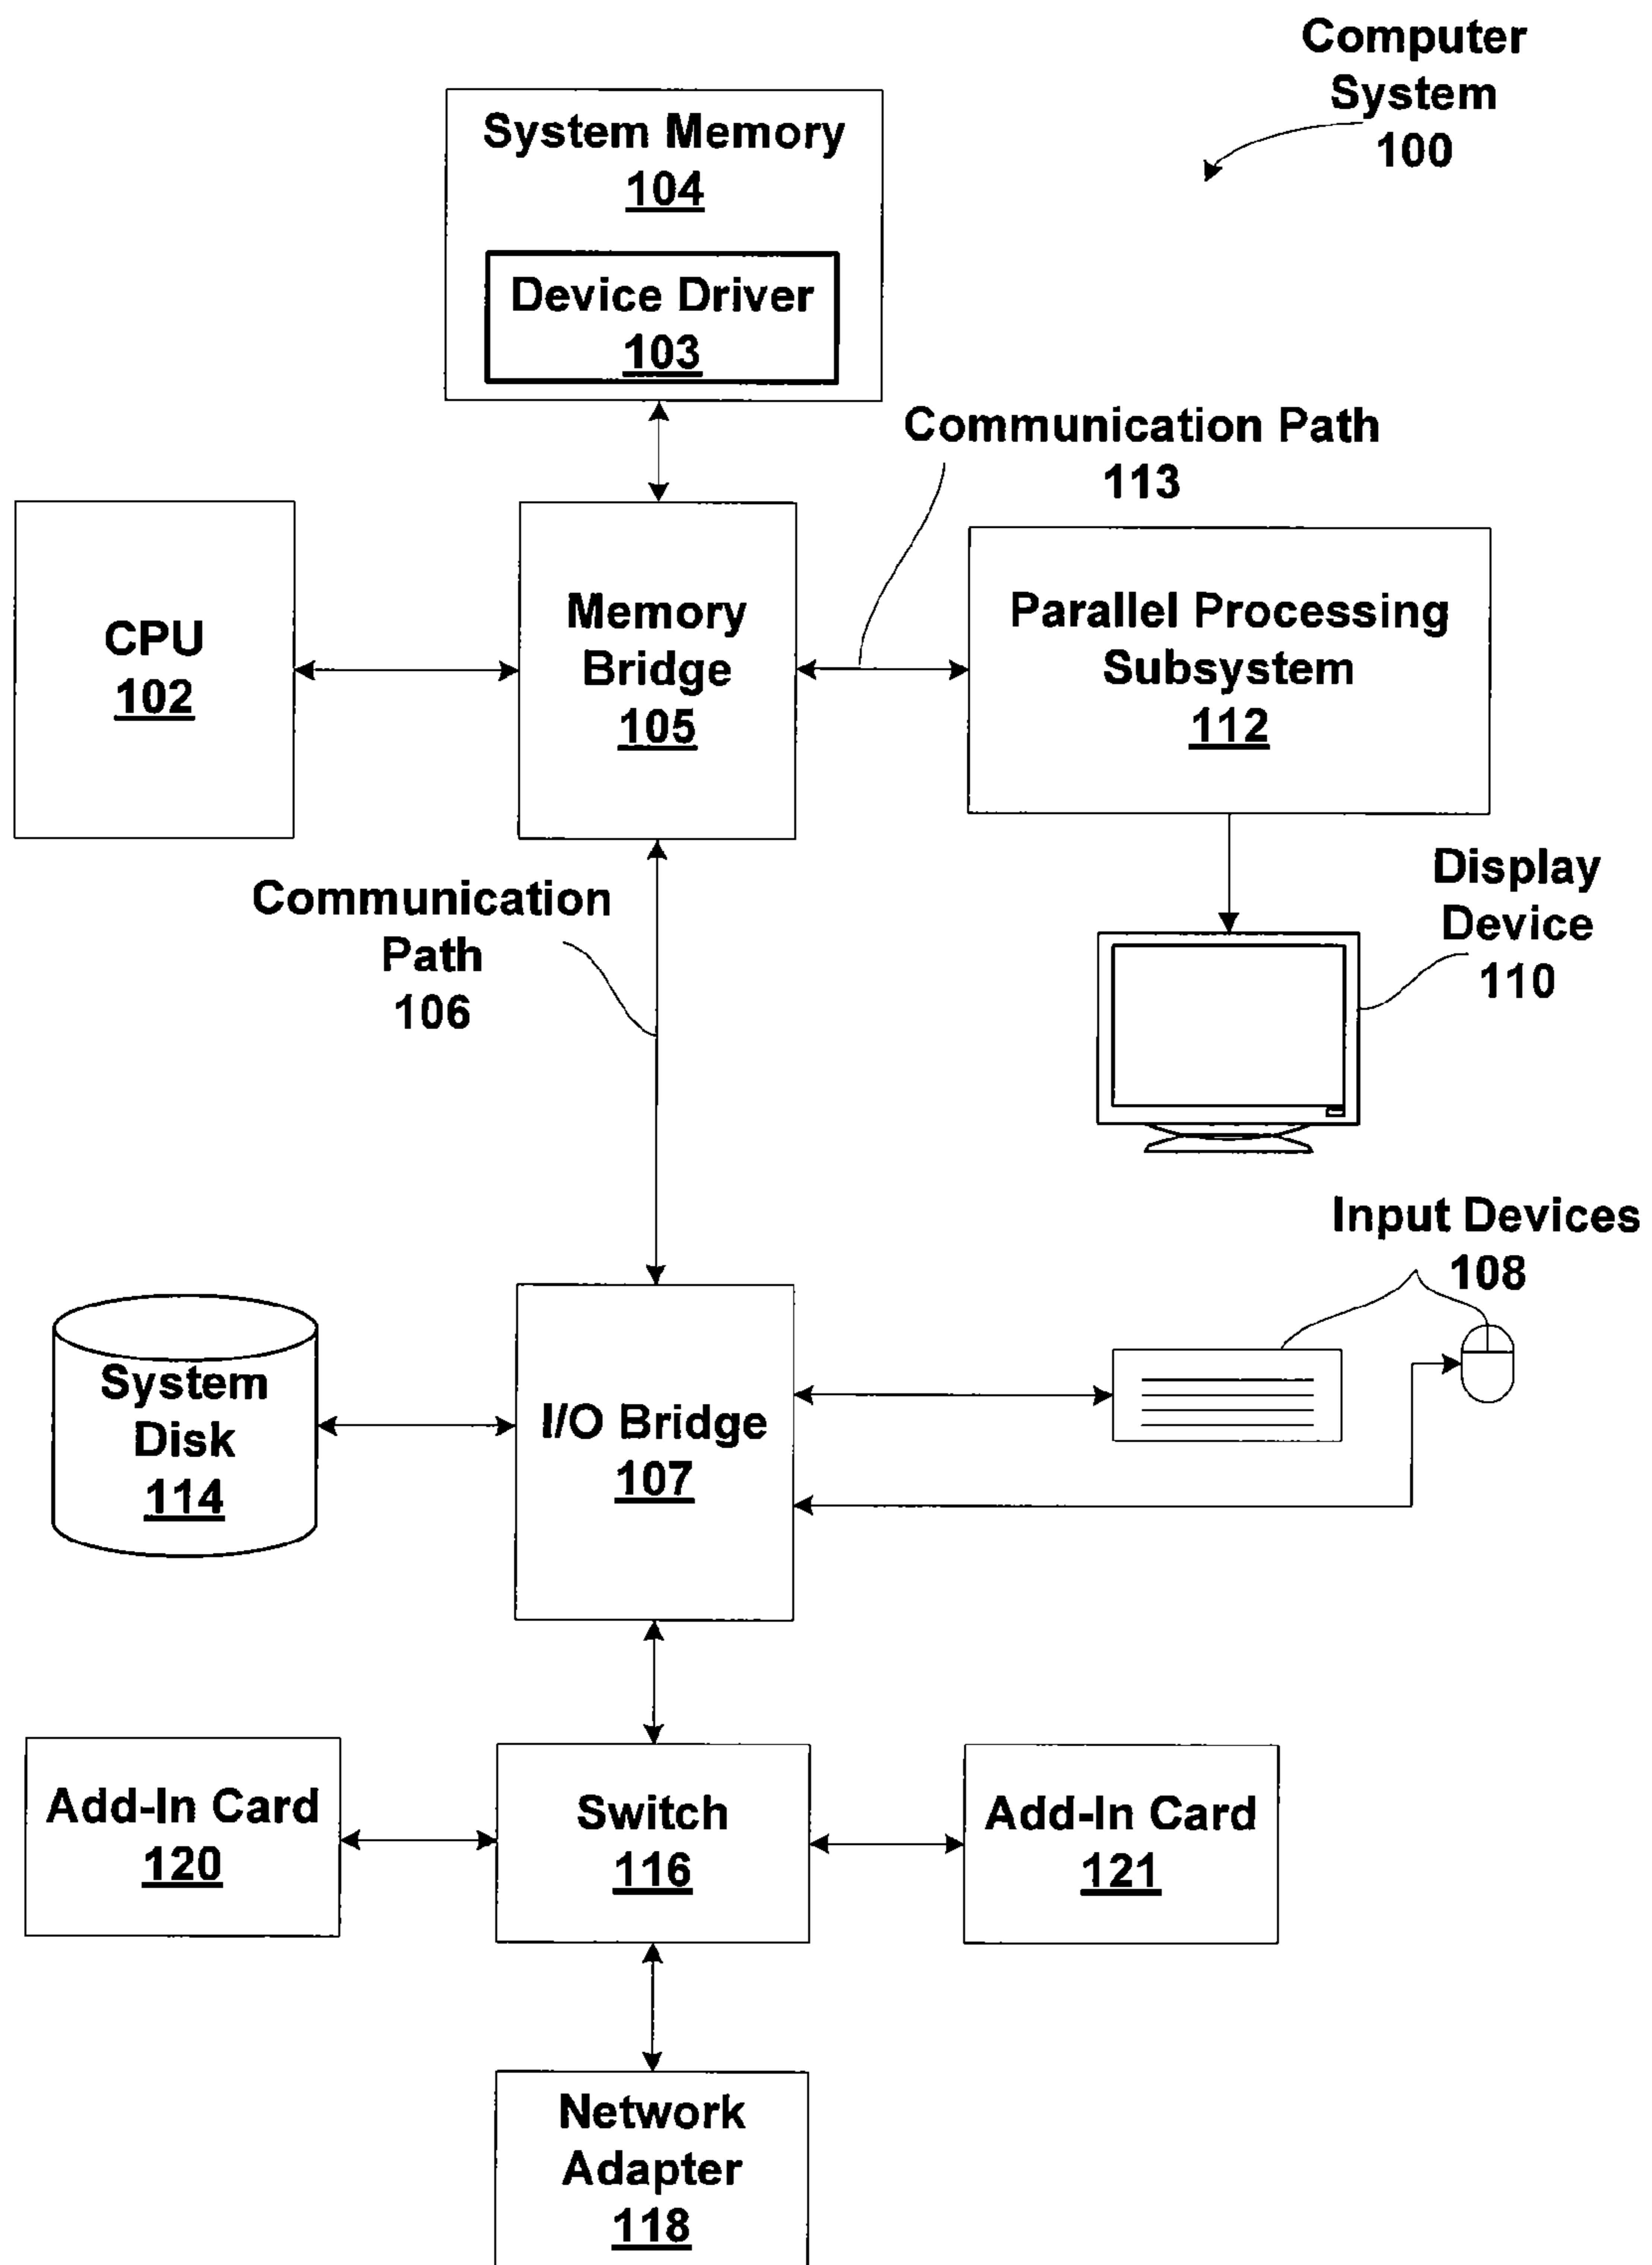 Computer
System
100
System Memory
104
Device Driver
103
Communication Path
113
CPU
102
Memory
Bridge
105
Parallel Processing
Subsystem
112
Communication
Path
106
Display
Device
110
Input Devices
108
System
Disk
114
I/O Bridge
107
Add-In Card
120
Switch
116
Add-In Card
121
Network
Adapter
118